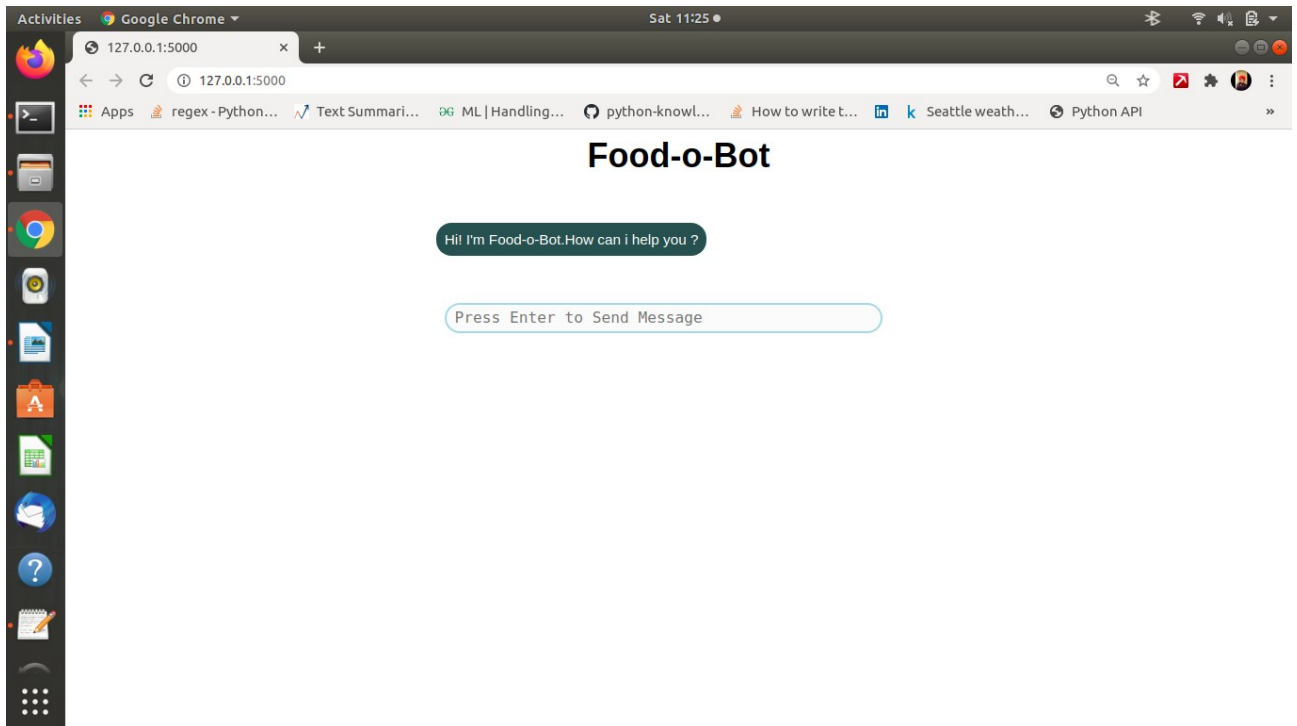 Activities Google Chrome Sat 11:25
127.0.0.1:5000
127.0.0.1:5000
Apps regex - Python... Text Summari... ML | Handling... python-knowl... How to write t... Seattle weath... Python API »
Food-o-Bot
Hi! I'm Food-o-Bot.How can i help you ?
Press Enter to Send Message